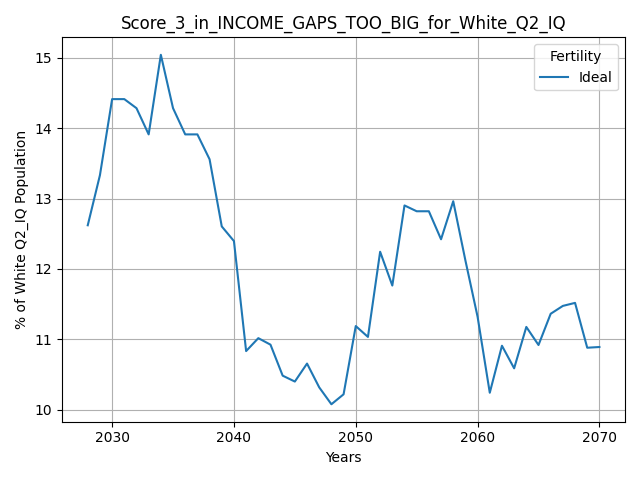 Score_3_in_INCOME_GAPS_TOO_BIG_for_White_Q2_IQ
Fertility
Ideal
% of White Q2_IQ Population
15
14
13
12
11
10
2030 2040 2050 2060 2070
Years